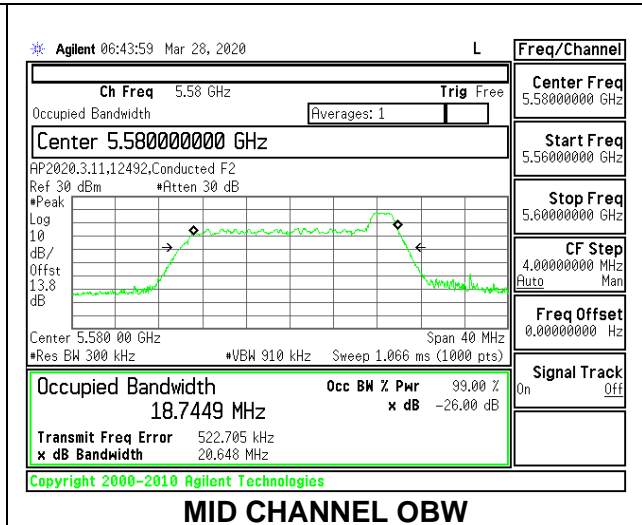 Agilent 06:43:59 Mar 28, 2020 L
Freq/Channel
Ch Freq 5.58 GHz Trig Free
Occupied Bandwidth Averages: 1
Center 5.580000000 GHz
AP2020.3.11,12492,Conducted F2
Ref 30 dBm #Atten 30 dB
#Peak
Log
10
dB/
Offst
13.8
dB
Center 5.580 00 GHz Span 40 MHz
#Res BW 300 kHz #VBW 910 kHz Sweep 1.066 ms (1000 pts)
Occupied Bandwidth Occ BW % Pwr 99.00 %
18.7449 MHz x dB -26.00 dB
Transmit Freq Error 522.705 kHz
x dB Bandwidth 20.648 MHz
Center Freq
5.58000000 GHz
Start Freq
5.56000000 GHz
Stop Freq
5.60000000 GHz
CF Step
4.00000000 MHz
Auto Man
Freq Offset
0.00000000 Hz
Signal Track
On Off
Copyright 2000-2010 Agilent Technologies
MID CHANNEL OBW